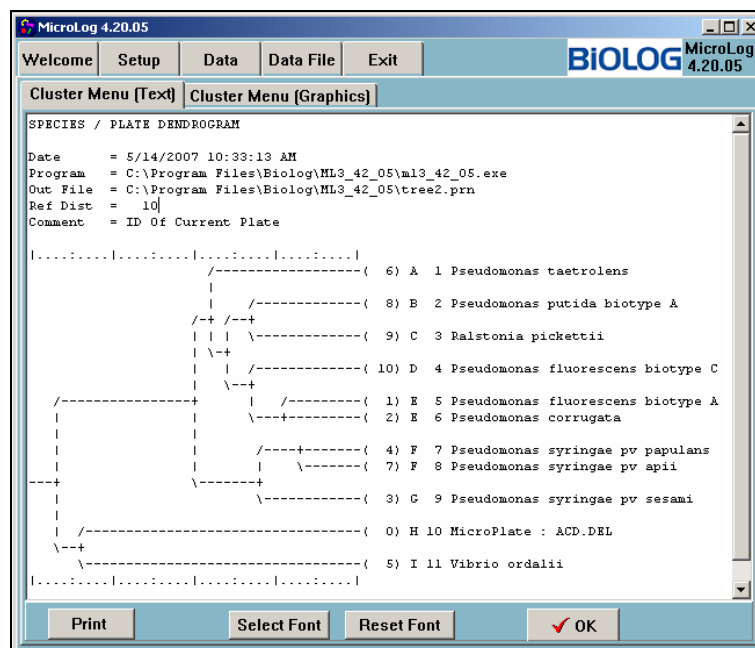 MicroLog 4.20.05
Welcome Setup Data Data File Exit BiOLOG MicroLog 4.20.05
Cluster Menu (Text) Cluster Menu (Graphics)
SPECIES / PLATE DENDROGRAM
Date = 5/14/2007 10:33:13 AM
Program = C:\Program Files\Biolog\ML3_42_05\ml3_42_05.exe
Out File = C:\Program Files\Biolog\ML3_42_05\tree2.prn
Ref Dist = 10
Comment = ID Of Current Plate
|....:....|....:....|....:....|....:....|
/------------------( 6) A 1 Pseudomonas taetrolens
|
| /-------------( 8) B 2 Pseudomonas putida biotype A
/-+ /--+
| | | \-------------( 9) C 3 Ralstonia pickettii
| \-+
| | /--------------( 10) D 4 Pseudomonas fluorescens biotype C
| \--+
/----------------+ | /---------( 1) E 5 Pseudomonas fluorescens biotype A
| | \---+----------( 2) E 6 Pseudomonas corrugata
| |
| | /----+-------( 4) F 7 Pseudomonas syringae pv papulans
| | | \-------( 7) F 8 Pseudomonas syringae pv apii
---+ \-------+
| \------------( 3) G 9 Pseudomonas syringae pv sesami
|
| /----------------------------------( 0) H 10 MicroPlate : ACD.DEL
\--+
\----------------------------------( 5) I 11 Vibrio ordalii
|....:....|....:....|....:....|....:....|
Print Select Font Reset Font OK